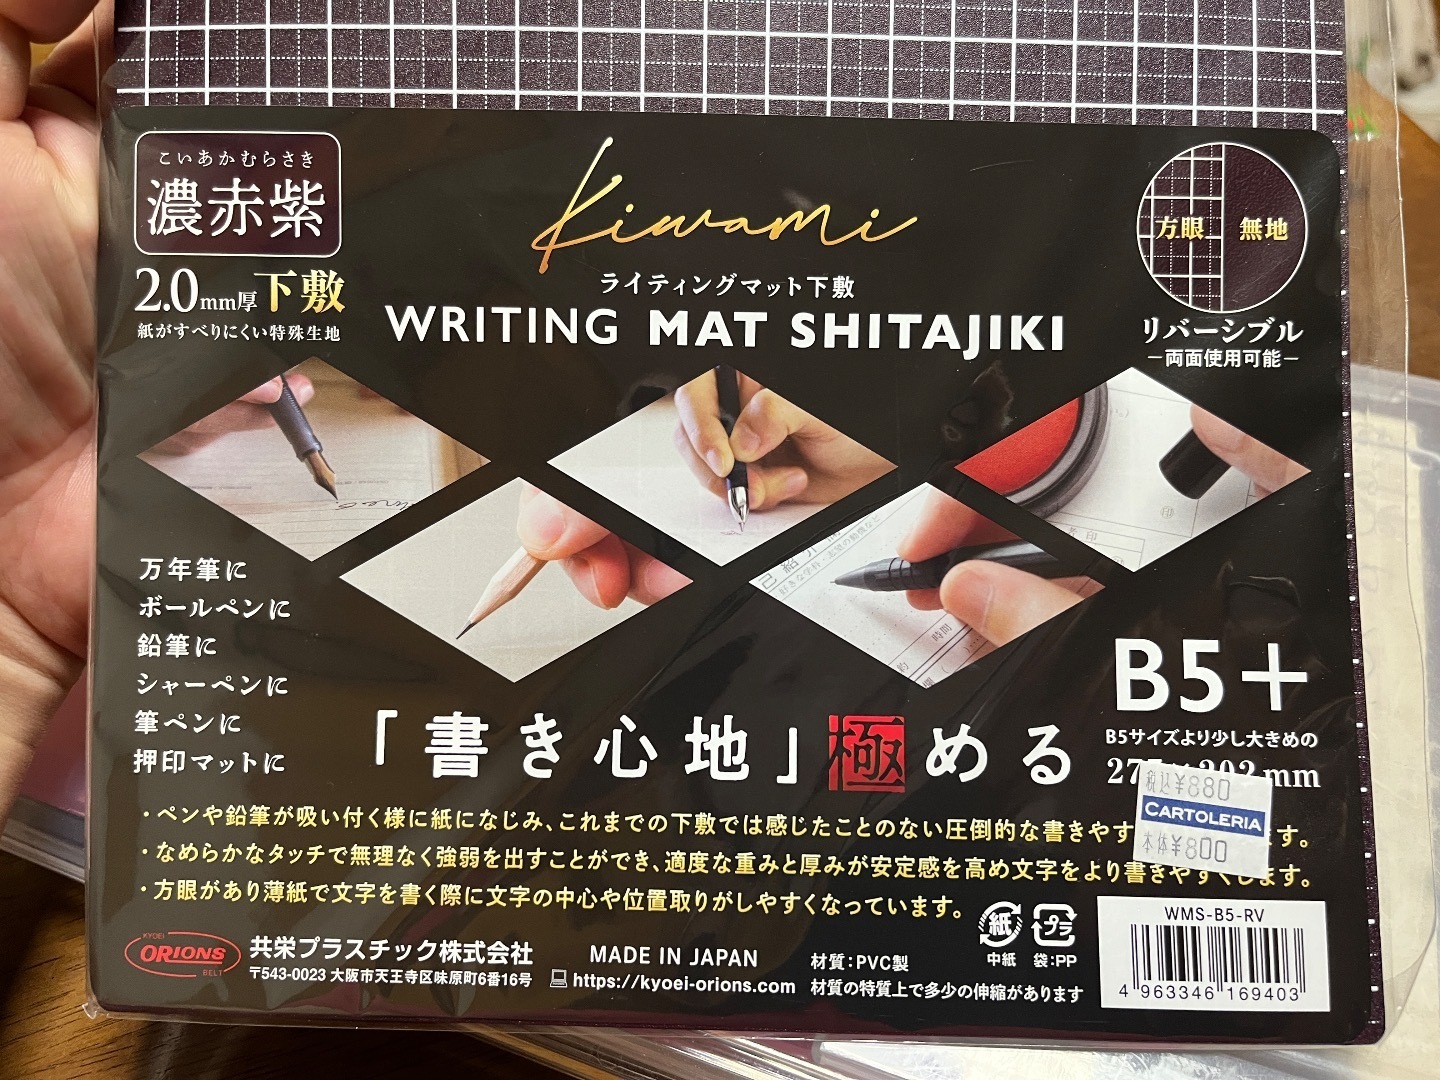 こいあかむらさき
濃赤紫
2.0mm厚 下敷
紙がすべりにくい特殊生地
Kiwami
ライティングマット下敷
WRITING MAT SHITAJIKI
方眼 無地
リバーシブル
－両面使用可能－
万年筆に
ボールペンに
鉛筆に
シャーペンに
筆ペンに
押印マットに
「書き心地」極める
B5＋
B5サイズより少し大きめの
mm
税込¥880
CARTOLERIA
本体¥800
・ペンや鉛筆が吸い付く様に紙になじみ、これまでの下敷では感じたことのない圧倒的な書きやす ます。
・なめらかなタッチで無理なく強弱を出すことができ、適度な重みと厚みが安定感を高め文字をより書きやすくします。
・方眼があり薄紙で文字を書く際に文字の中心や位置取りがしやすくなっています。
KYOEI
ORIONS
BELT
共栄プラスチック株式会社
〒543-0023 大阪市天王寺区味原町6番16号
MADE IN JAPAN
https://kyoei-orions.com
紙 プラ
中紙 袋:PP
材質:PVC製
材質の特質上で多少の伸縮があります
WMS-B5-RV
4 963346 169403